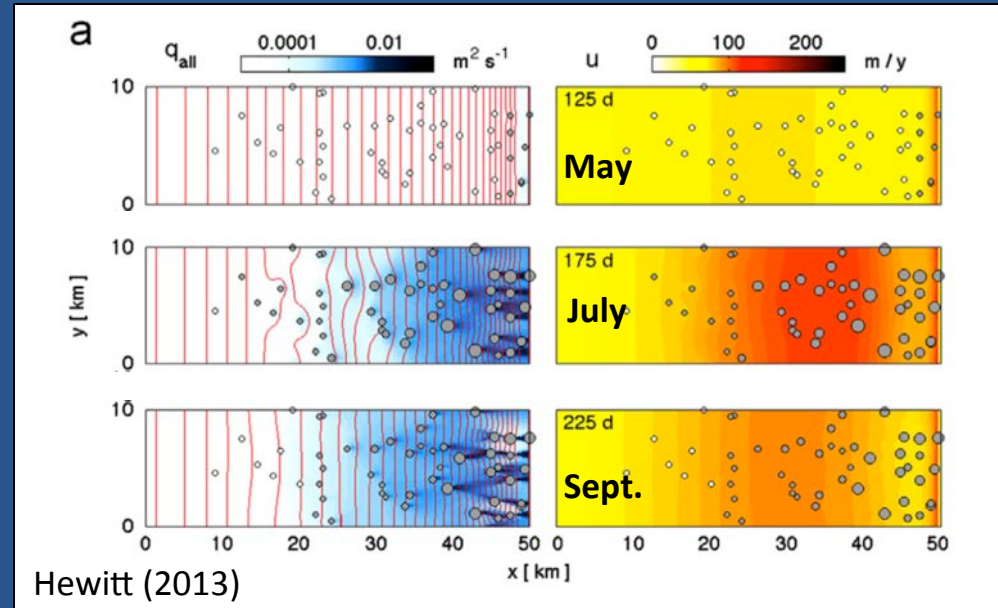 a
q_all 0.0001 0.01 m² s⁻¹
u 0 100 200 m / y
10
0
125 d
May
10
y [ km ]
0
175 d
July
10
0
0 10 20 30 40 50
225 d
Sept.
0 10 20 30 40 50
x [ km ]
Hewitt (2013)